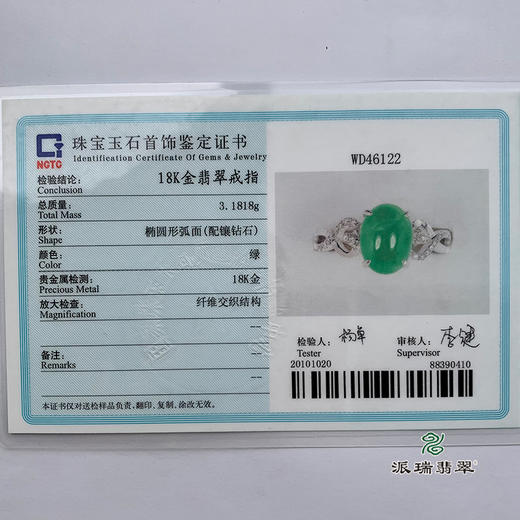 NGTC
珠宝玉石首饰鉴定证书
Identification Certificate Of Gems & Jewelry
检验结论: 18K金翡翠戒指
Conclusion
总质量: 3.1818g
Total Mass
形状: 椭圆形弧面(配镶钻石)
Shape
颜色: 绿
Color
贵金属检测: 18K金
Precious Metal
放大检查: 纤维交织结构
Magnification
--
备注: --
Remarks
--
本证书仅对送检样品负责,翻印、复制、涂改无效。
WD46122
检验人: 审核人: 李健
Tester Supervisor
20101020 88390410
派瑞翡翠®